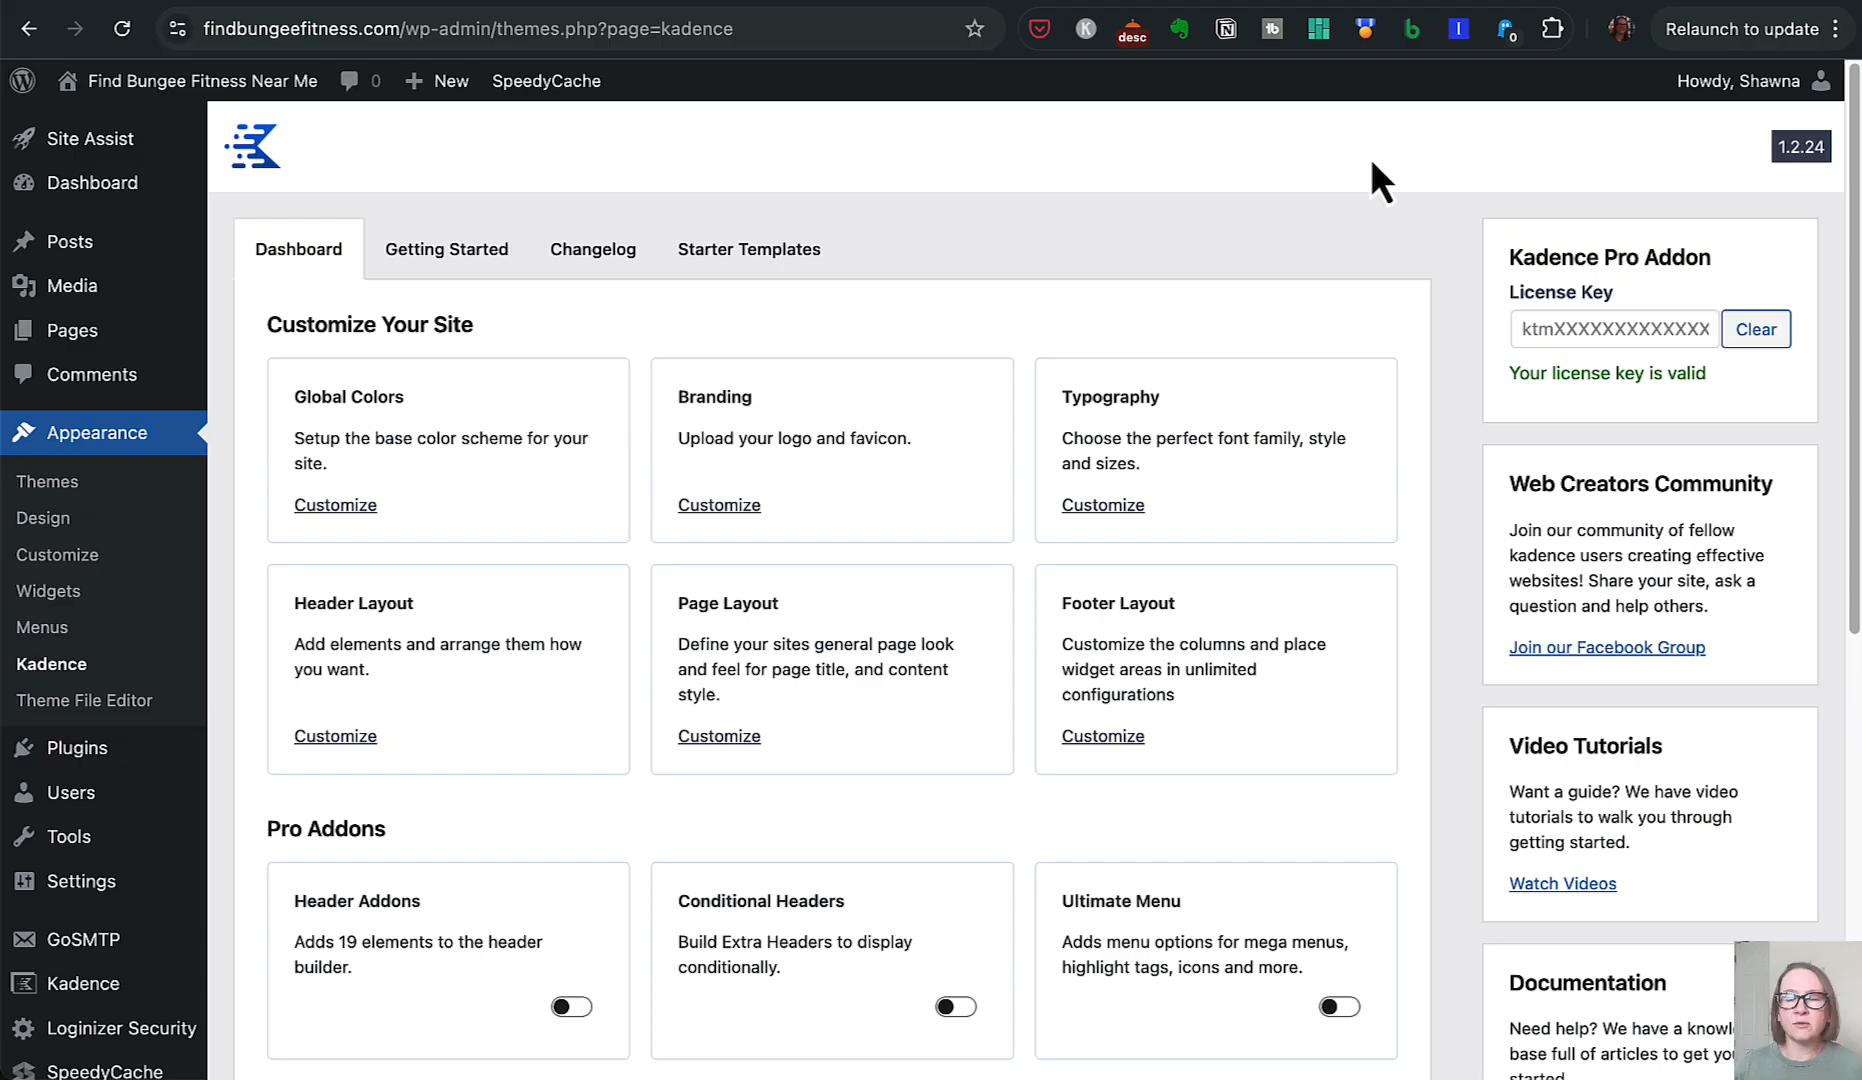 findbungeefitness.com/wp-admin/themes.php?page=kadence
K
desc
tb
b
I
0
Relaunch to update
Find Bungee Fitness Near Me
0
New
SpeedyCache
Howdy, Shawna
Site Assist
Dashboard
Posts
Media
Pages
Comments
Appearance
Themes
Design
Customize
Widgets
Menus
Kadence
Theme File Editor
Plugins
Users
Tools
Settings
GoSMTP
Kadence
Loginizer Security
SpeedyCache
1.2.24
Dashboard
Getting Started
Changelog
Starter Templates
Customize Your Site
Global Colors
Setup the base color scheme for your
site.
Customize
Branding
Upload your logo and favicon.
Customize
Typography
Choose the perfect font family, style
and sizes.
Customize
Header Layout
Add elements and arrange them how
you want.
Customize
Page Layout
Define your sites general page look
and feel for page title, and content
style.
Customize
Footer Layout
Customize the columns and place
widget areas in unlimited
configurations
Customize
Pro Addons
Header Addons
Adds 19 elements to the header
builder.
Conditional Headers
Build Extra Headers to display
conditionally.
Ultimate Menu
Adds menu options for mega menus,
highlight tags, icons and more.
Kadence Pro Addon
License Key
ktmXXXXXXXXXXXXX
Clear
Your license key is valid
Web Creators Community
Join our community of fellow
kadence users creating effective
websites! Share your site, ask a
question and help others.
Join our Facebook Group
Video Tutorials
Want a guide? We have video
tutorials to walk you through
getting started.
Watch Videos
Documentation
Need help? We have a knowl
base full of articles to get you
started.